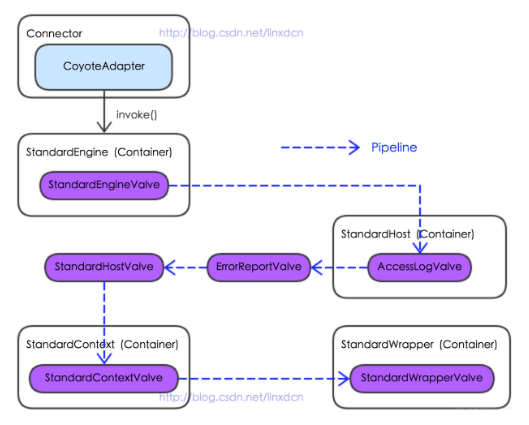 Connector
http://blog.csdn.net/linxdcn
CoyoteAdapter
invoke()
StandardEngine (Container)
Pipeline
StandardEngineValve
StandardHost (Container)
StandardHostValve
ErrorReportValve
AccessLogValve
StandardContext (Container)
StandardWrapper (Container)
StandardContextValve
StandardWrapperValve
http://blog.csdn.net/linxdcn